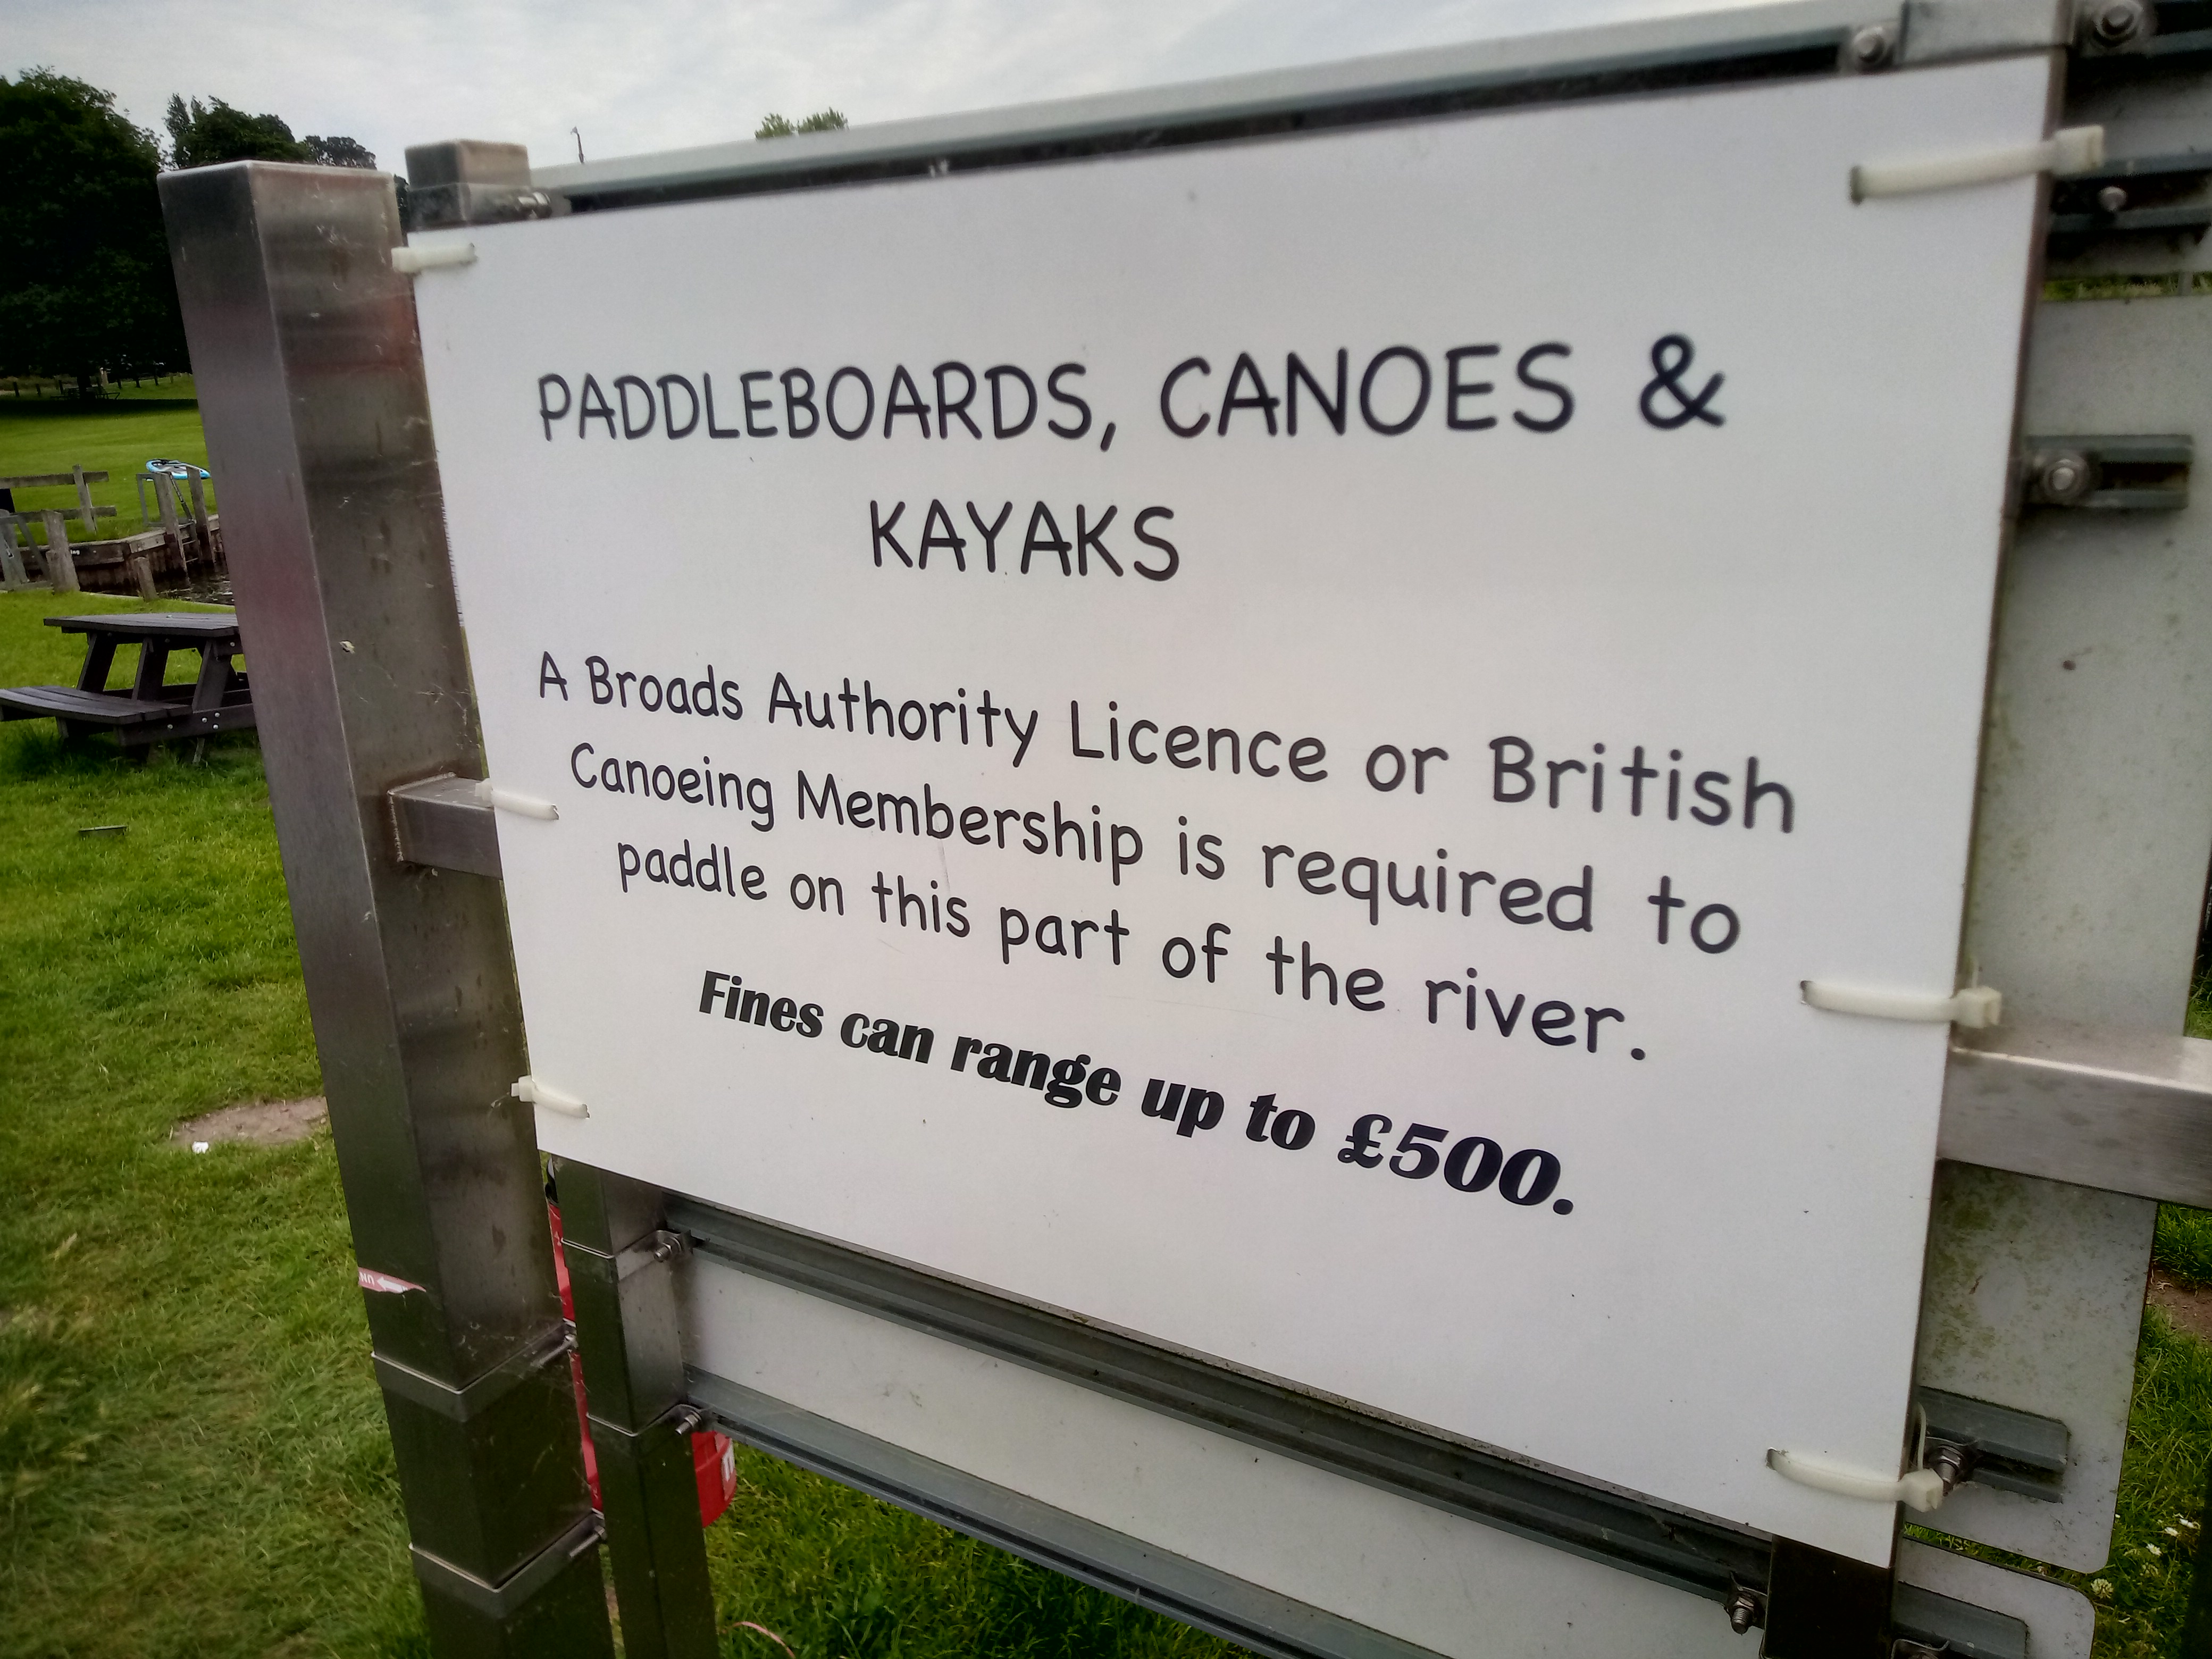 PADDLEBOARDS, CANOES &
KAYAKS
A Broads Authority Licence or British
Canoeing Membership is required to
paddle on this part of the river.
Fines can range up to £500.